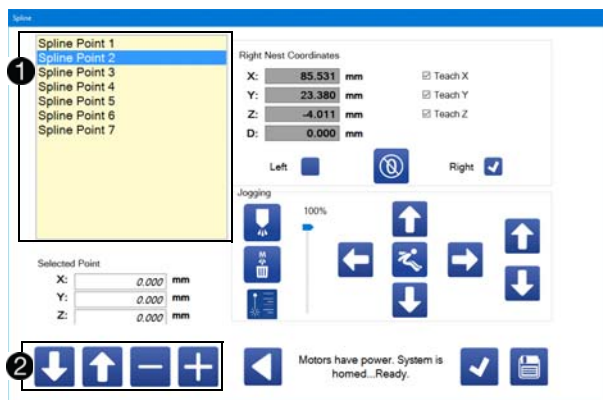 Spline
Spline Point 1
Spline Point 2
Spline Point 3
Spline Point 4
Spline Point 5
Spline Point 6
Spline Point 7
1
Right Nest Coordinates
X: 85.531 mm Teach X
Y: 23.380 mm Teach Y
Z: -4.011 mm Teach Z
D: 0.000 mm
Left Right
Jogging
100%
M
Selected Point
X: 0.000 mm
Y: 0.000 mm
Z: 0.000 mm
2
Motors have power. System is
homed...Ready.